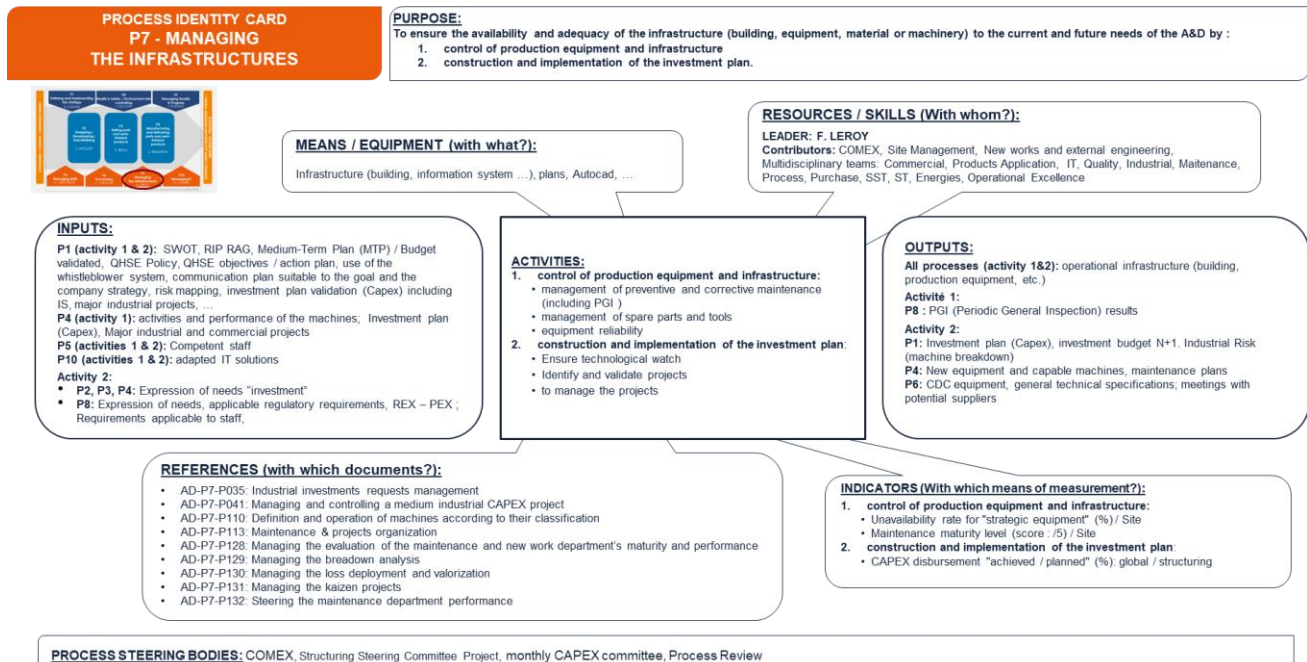 PROCESS IDENTITY CARD
P7 - MANAGING
THE INFRASTRUCTURES
PURPOSE:
To ensure the availability and adequacy of the infrastructure (building, equipment, material or machinery) to the current and future needs of the A&D by :
1. control of production equipment and infrastructure
2. construction and implementation of the investment plan.
MEANS / EQUIPMENT (with what?):
Infrastructure (building, information system …), plans, Autocad, …
RESOURCES / SKILLS (With whom?):
LEADER: F. LEROY
Contributors: COMEX, Site Management, New works and external engineering,
Multidisciplinary teams: Commercial, Products Application, IT, Quality, Industrial, Maitenance,
Process, Purchase, SST, ST, Energies, Operational Excellence
INPUTS:
P1 (activity 1 & 2): SWOT, RIP RAG, Medium-Term Plan (MTP) / Budget
validated, QHSE Policy, QHSE objectives / action plan, use of the
whistleblower system, communication plan suitable to the goal and the
company strategy, risk mapping, investment plan validation (Capex) including
IS, major industrial projects, …
P4 (activity 1): activities and performance of the machines; Investment plan
(Capex), Major industrial and commercial projects
P5 (activities 1 & 2): Competent staff
P10 (activities 1 & 2): adapted IT solutions
Activity 2:
• P2, P3, P4: Expression of needs "investment"
• P8: Expression of needs, applicable regulatory requirements, REX – PEX ;
Requirements applicable to staff,
ACTIVITIES:
1. control of production equipment and infrastructure:
• management of preventive and corrective maintenance
(including PGI )
• management of spare parts and tools
• equipment reliability
2. construction and implementation of the investment plan:
• Ensure technological watch
• Identify and validate projects
• to manage the projects
OUTPUTS:
All processes (activity 1&2): operational infrastructure (building,
production equipment, etc.)
Activité 1:
P8 : PGI (Periodic General Inspection) results
Activity 2:
P1: Investment plan (Capex), investment budget N+1. Industrial Risk
(machine breakdown)
P4: New equipment and capable machines, maintenance plans
P6: CDC equipment, general technical specifications; meetings with
potential suppliers
REFERENCES (with which documents?):
• AD-P7-P035: Industrial investments requests management
• AD-P7-P041: Managing and controlling a medium industrial CAPEX project
• AD-P7-P110: Definition and operation of machines according to their classification
• AD-P7-P113: Maintenance & projects organization
• AD-P7-P128: Managing the evaluation of the maintenance and new work department's maturity and performance
• AD-P7-P129: Managing the breadown analysis
• AD-P7-P130: Managing the loss deployment and valorization
• AD-P7-P131: Managing the kaizen projects
• AD-P7-P132: Steering the maintenance department performance
INDICATORS (With which means of measurement?):
1. control of production equipment and infrastructure:
• Unavailability rate for "strategic equipment" (%) / Site
• Maintenance maturity level (score : /5) / Site
2. construction and implementation of the investment plan:
• CAPEX disbursement "achieved / planned" (%): global / structuring
PROCESS STEERING BODIES: COMEX, Structuring Steering Committee Project, monthly CAPEX committee, Process Review